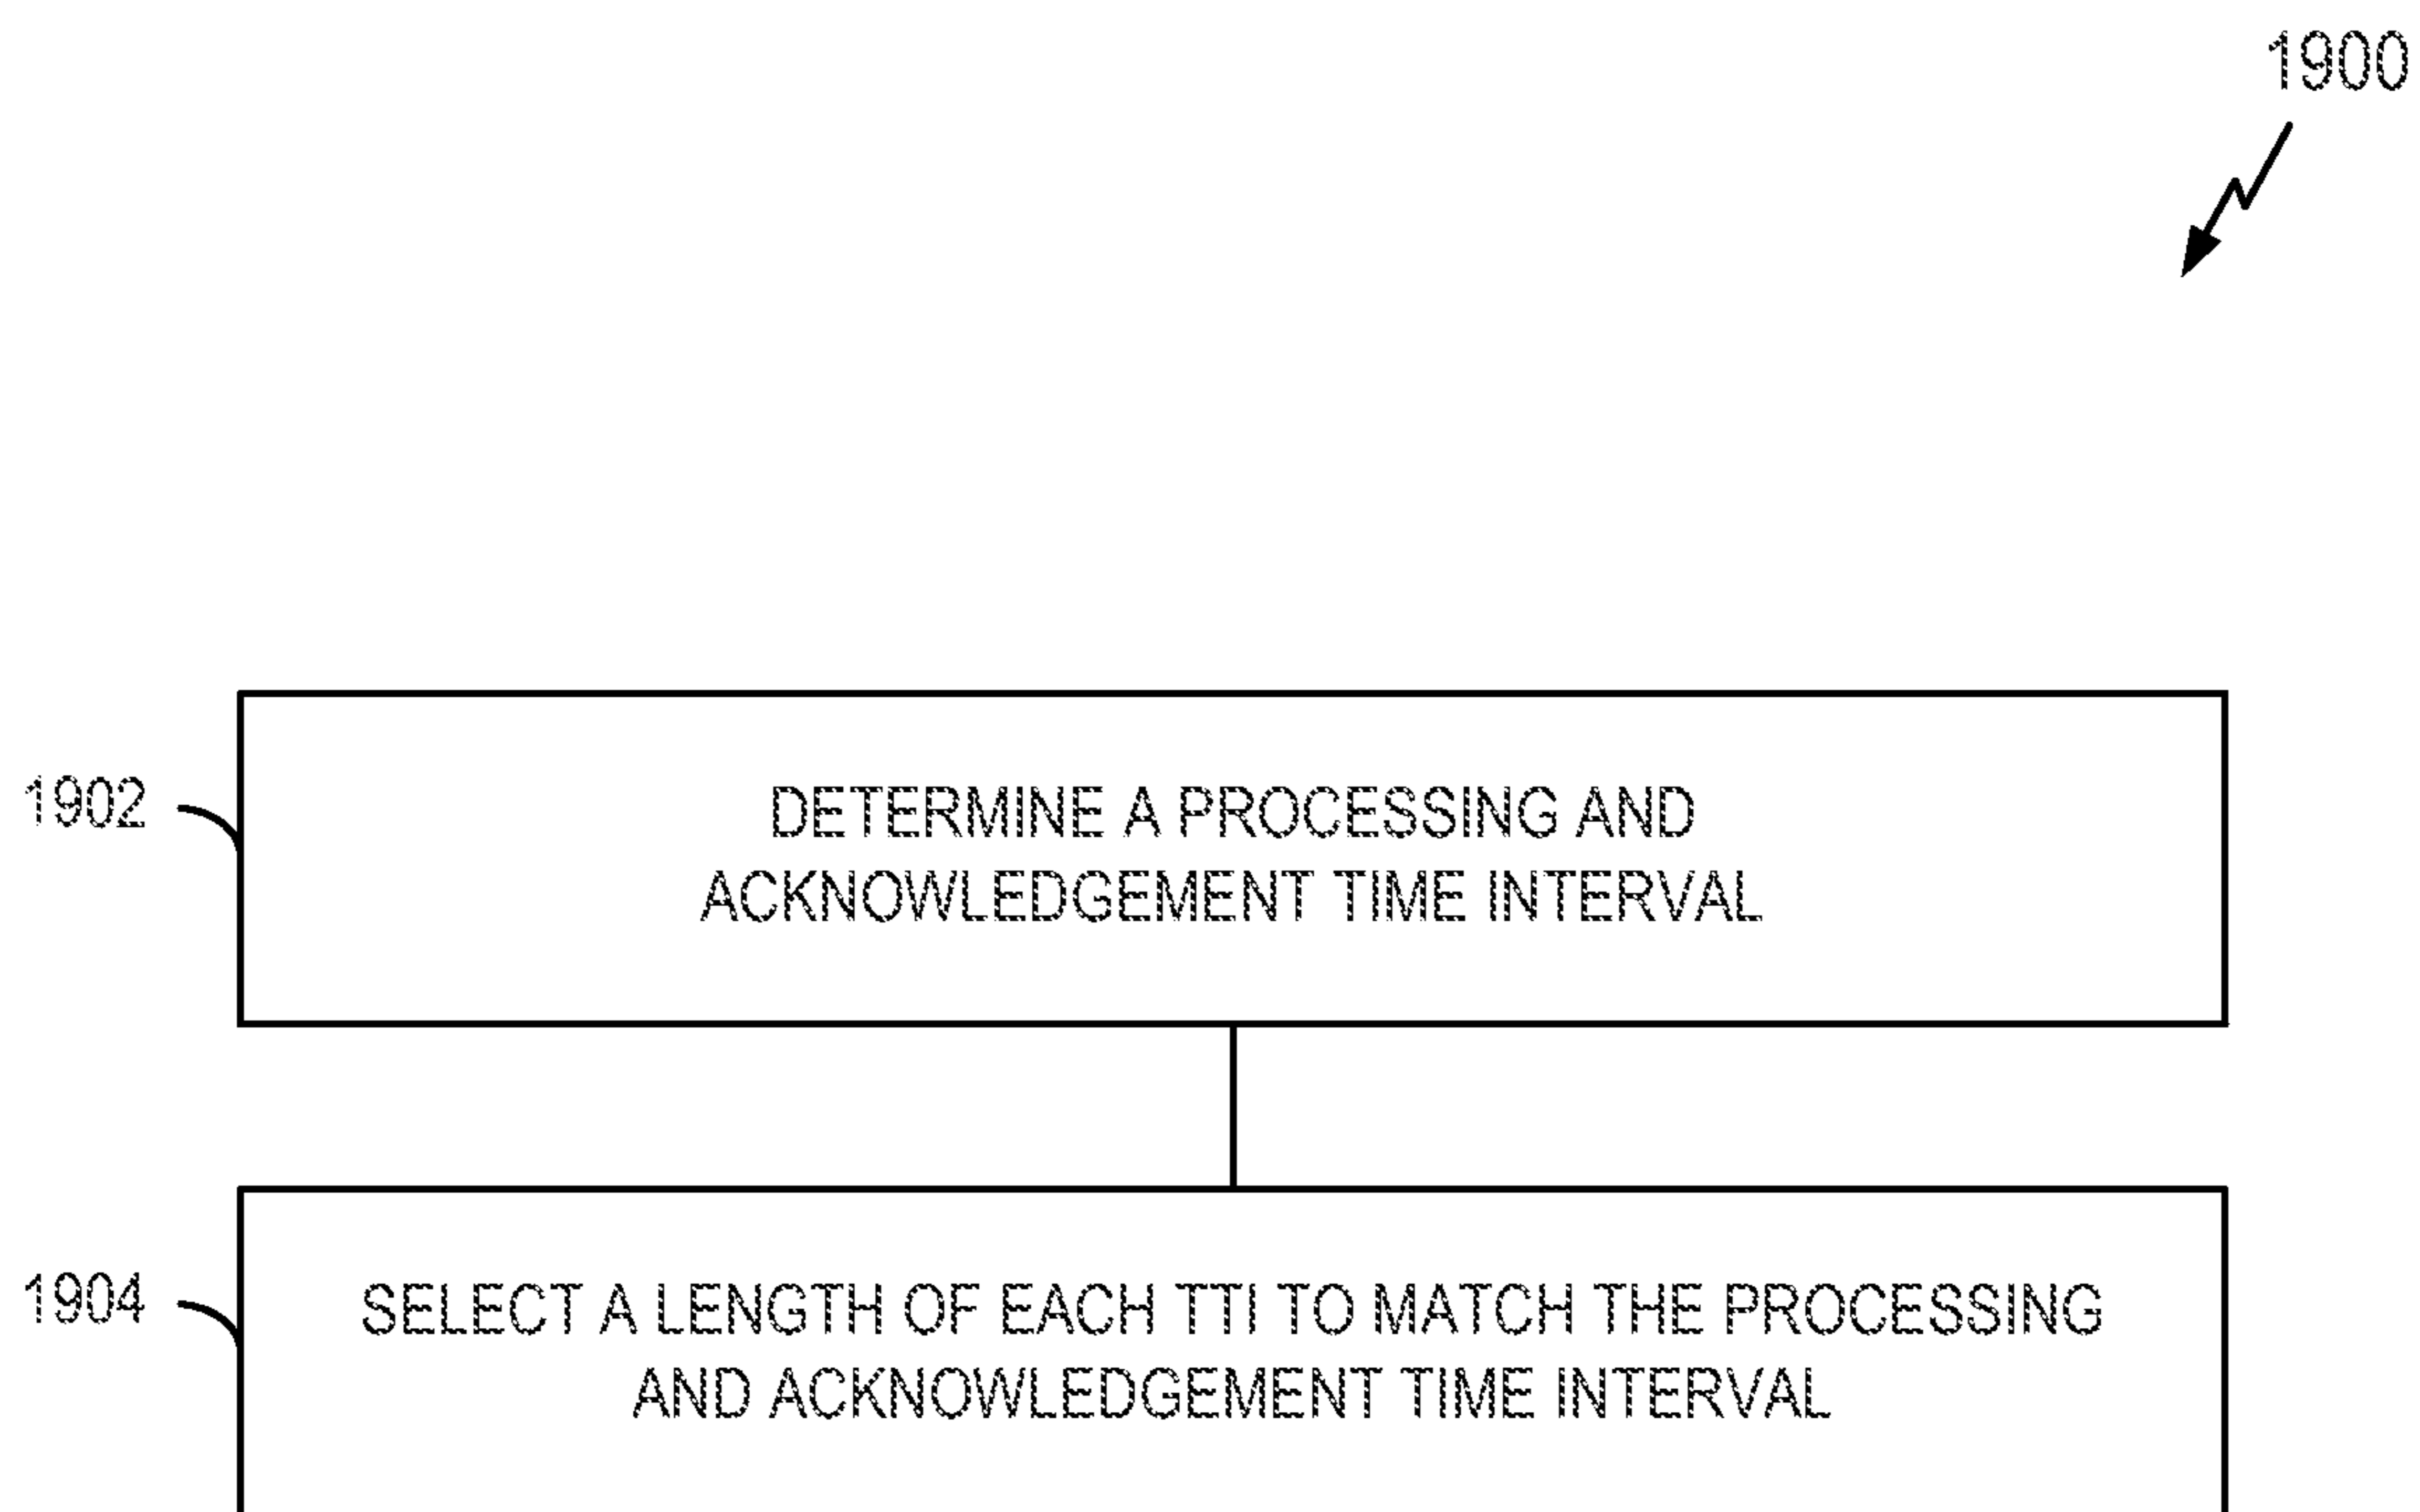 1900
1902
DETERMINE A PROCESSING AND
ACKNOWLEDGEMENT TIME INTERVAL
1904
SELECT A LENGTH OF EACH TTI TO MATCH THE PROCESSING
AND ACKNOWLEDGEMENT TIME INTERVAL